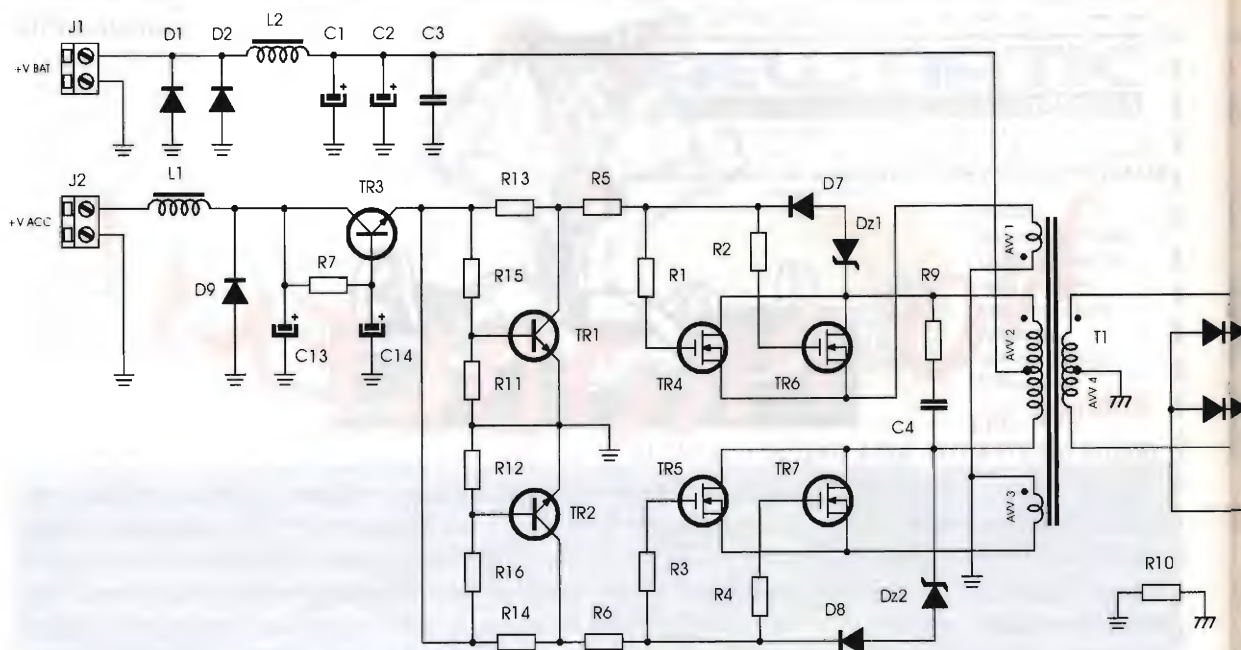 J1
D1
D2
L2
C1
C2
C3
+V BAT
+
+
J2
L1
TR3
R13
R5
D7
+V ACC
Dz1
AVV 1
R7
R15
R1
R2
R9
D9
TR1
AVV 2
T1
+
+
C13
C14
TR4
TR6
AVV 4
R11
C4
R12
TR5
TR7
TR2
AVV 3
R16
R3
R4
Dz2
R10
R14
R6
D8